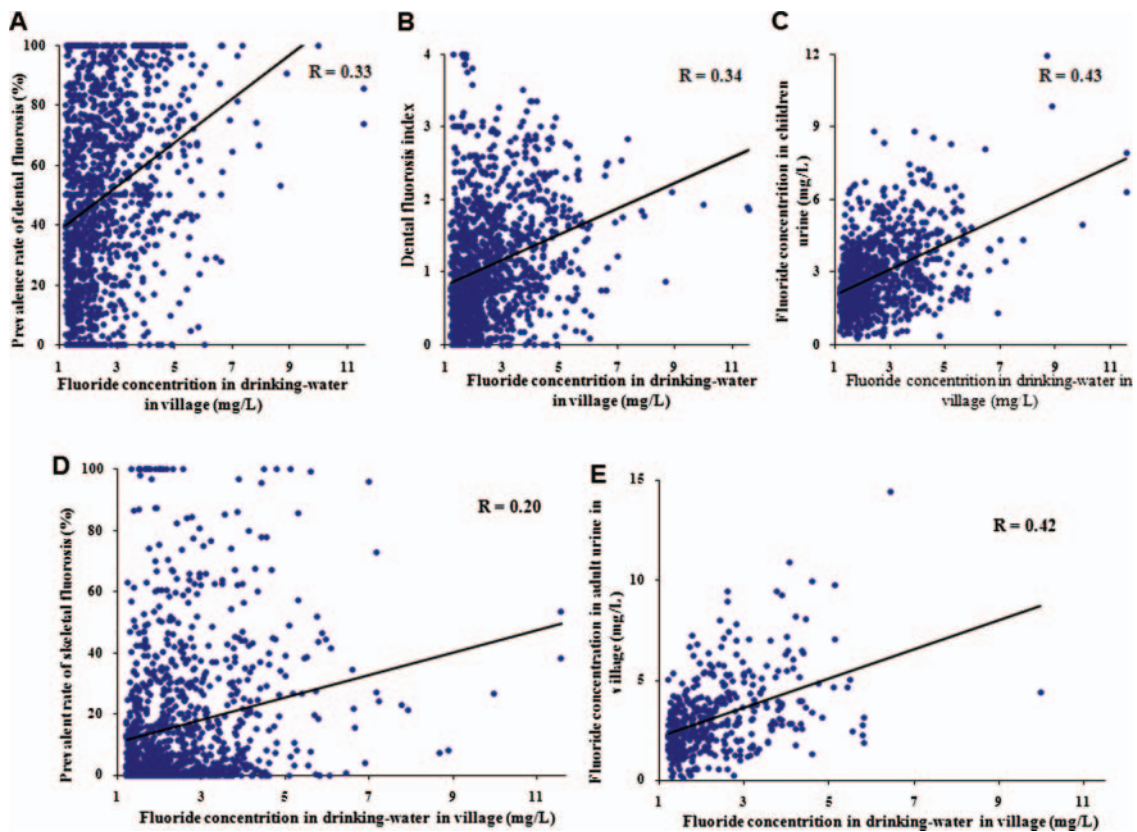 A
100
80
60
40
20
0
Prevalence rate of dental fluorosis (%)
R = 0.33
1 3 5 7 9 11
Fluoride concentrition in drinking-water
in village (mg/L)
B
4
3
2
1
0
Dental fluorosis index
R = 0.34
1 3 5 7 9 11
Fluoride concentrition in drinking-water
in village (mg/L)
C
12
9
6
3
0
Fluoride concentrition in children
urine (mg/L)
R = 0.43
1 3 5 7 9 11
Fluoride concentrition in drinking-water in
village (mg/L)
D
100
80
60
40
20
0
Prevalent rate of skeletal fluorosis (%)
R = 0.20
1 3 5 7 9 11
Fluoride concentrition in drinking-water in village (mg/L)
E
15
10
5
0
Fluoride concentration in adult urine in
village (mg/L)
R = 0.42
1 3 5 7 9 11
Fluoride concentrition in drinking-water in village (mg/L)